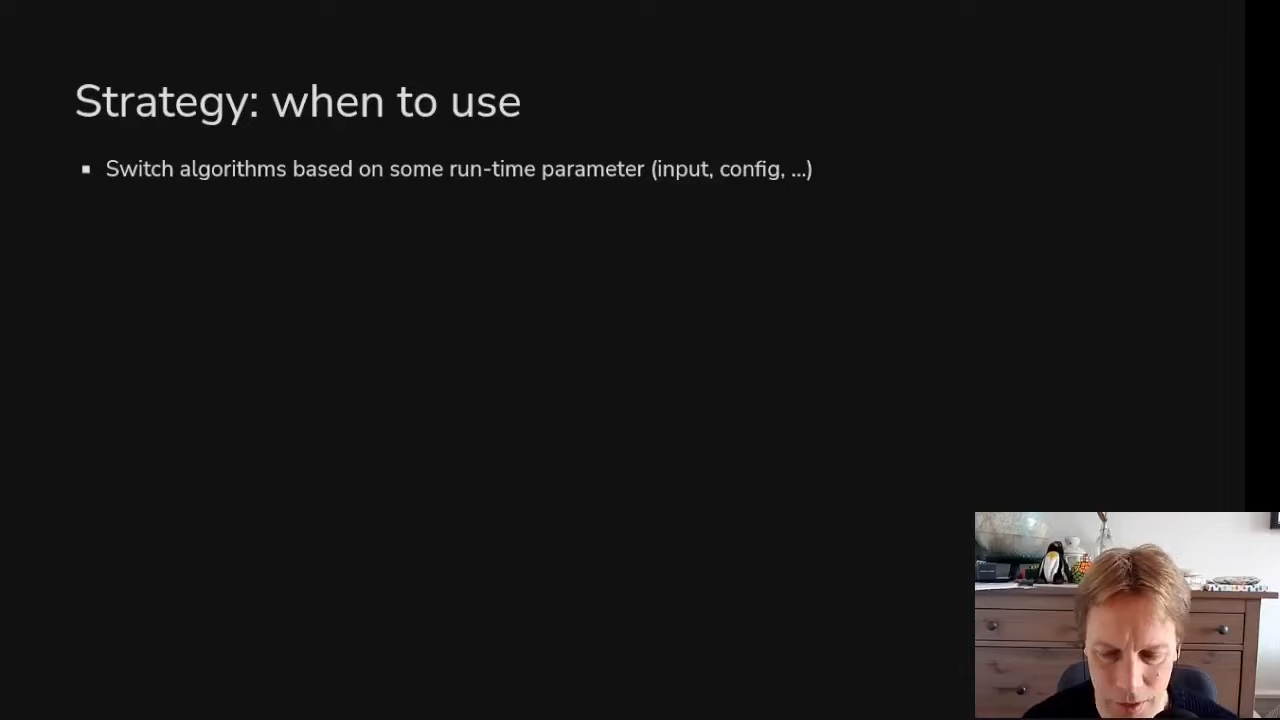 Strategy: when to use
▪ Switch algorithms based on some run-time parameter (input, config, ...)